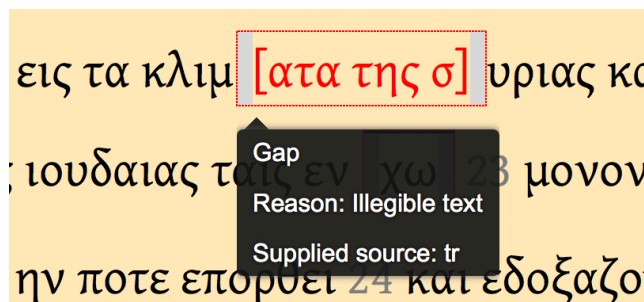 εις τα κλιμ[ατα της σ]υριας κα
Gap
ς ιουδαιας ταις εν χω 23 μονον
Reason: Illegible text
Supplied source: tr
ην ποτε επορθει 24 και εδοξαζο